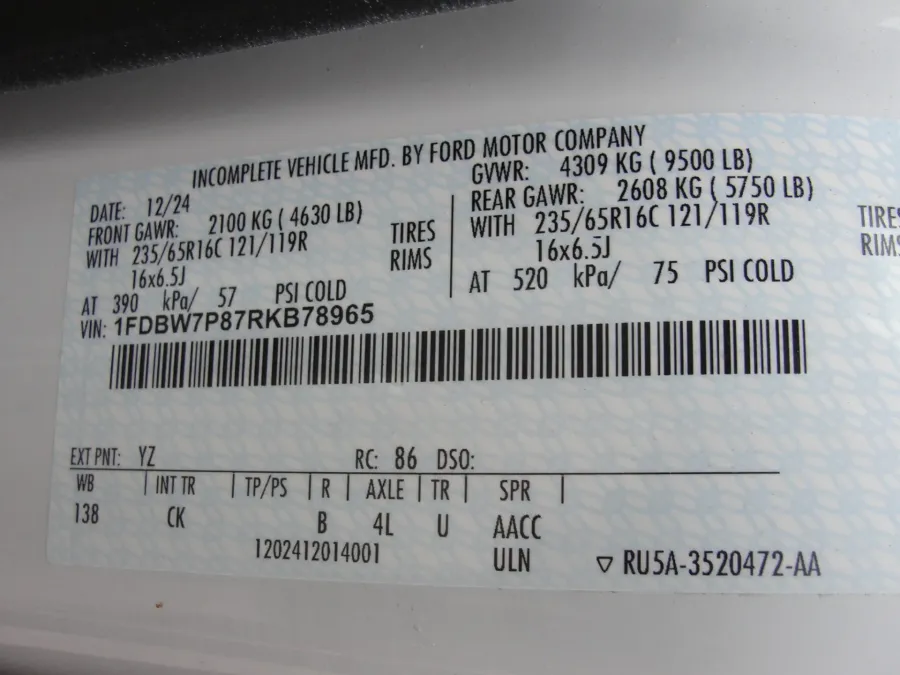 INCOMPLETE VEHICLE MFD. BY FORD MOTOR COMPANY
DATE: 12/24
GVWR: 4309 KG ( 9500 LB)
FRONT GAWR: 2100 KG ( 4630 LB)
REAR GAWR: 2608 KG ( 5750 LB)
WITH 235/65R16C 121/119R TIRES
WITH 235/65R16C 121/119R TIRES
16x6.5J RIMS
16x6.5J RIMS
AT 390 kPa/ 57 PSI COLD
AT 520 kPa/ 75 PSI COLD
VIN: 1FDBW7P87RKB78965
EXT PNT: YZ RC: 86 DSO:
WB | INT TR | TP/PS | R | AXLE | TR | SPR |
138 CK B 4L U AACC
1202412014001 ULN ▽ RU5A-3520472-AA